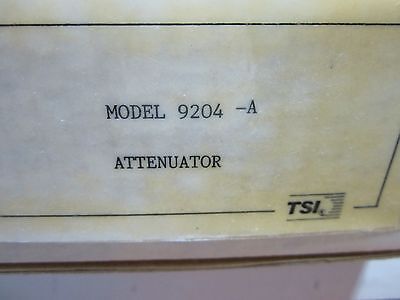 MODEL 9204 -A
ATTENUATOR
TSI